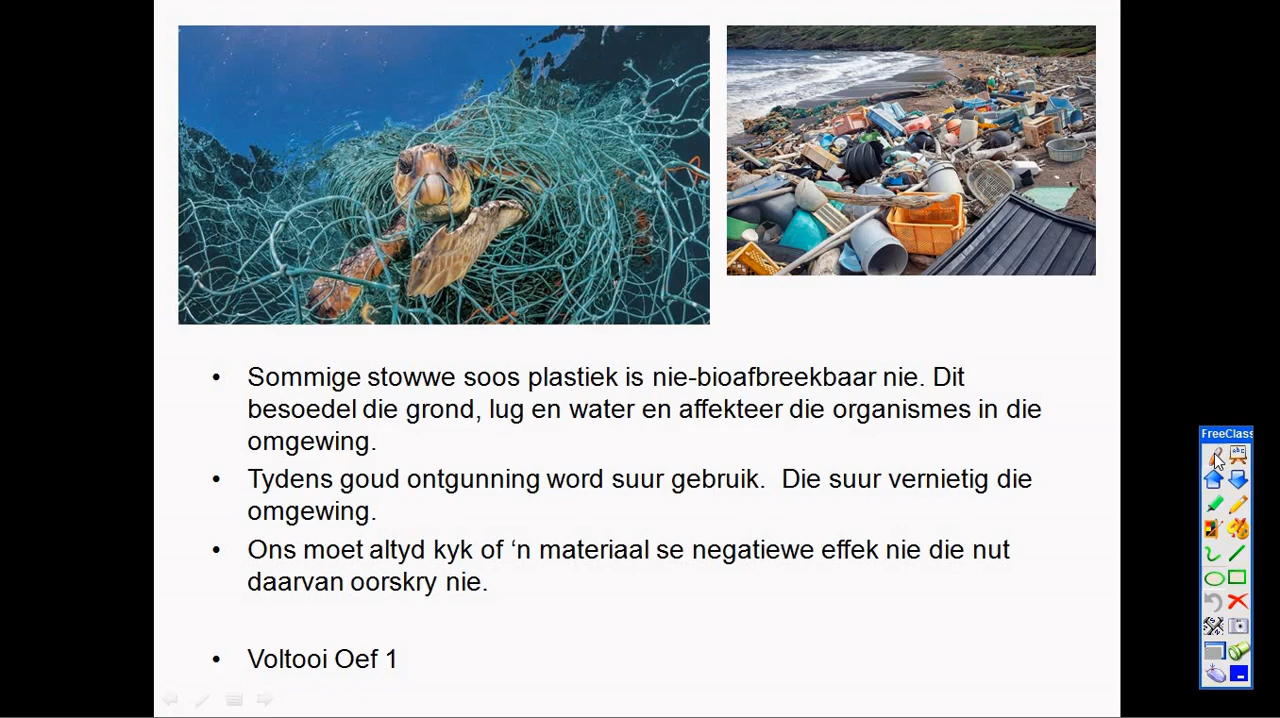 • Sommige stowwe soos plastiek is nie-bioafbreekbaar nie. Dit
besoedel die grond, lug en water en affekteer die organismes in die
omgewing.
• Tydens goud ontgunning word suur gebruik.  Die suur vernietig die
omgewing.
• Ons moet altyd kyk of ‘n materiaal se negatiewe effek nie die nut
daarvan oorskry nie.
• Voltooi Oef 1
FreeClass
abc